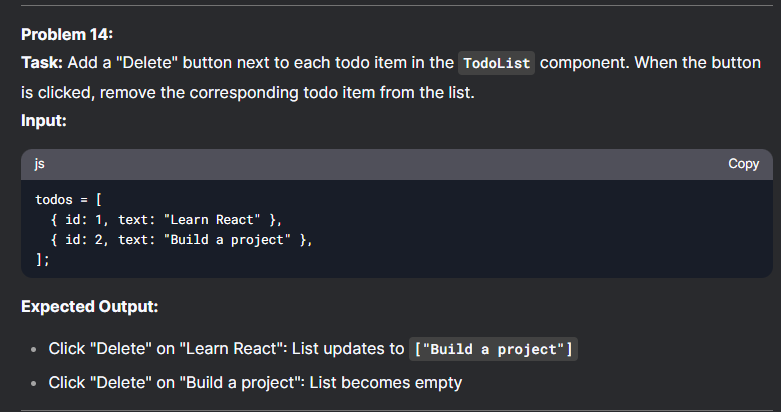 Problem 14:
Task: Add a "Delete" button next to each todo item in the TodoList component. When the button
is clicked, remove the corresponding todo item from the list.
Input:
js Copy
todos = [
  { id: 1, text: "Learn React" },
  { id: 2, text: "Build a project" },
];
Expected Output:
• Click "Delete" on "Learn React": List updates to ["Build a project"]
• Click "Delete" on "Build a project": List becomes empty